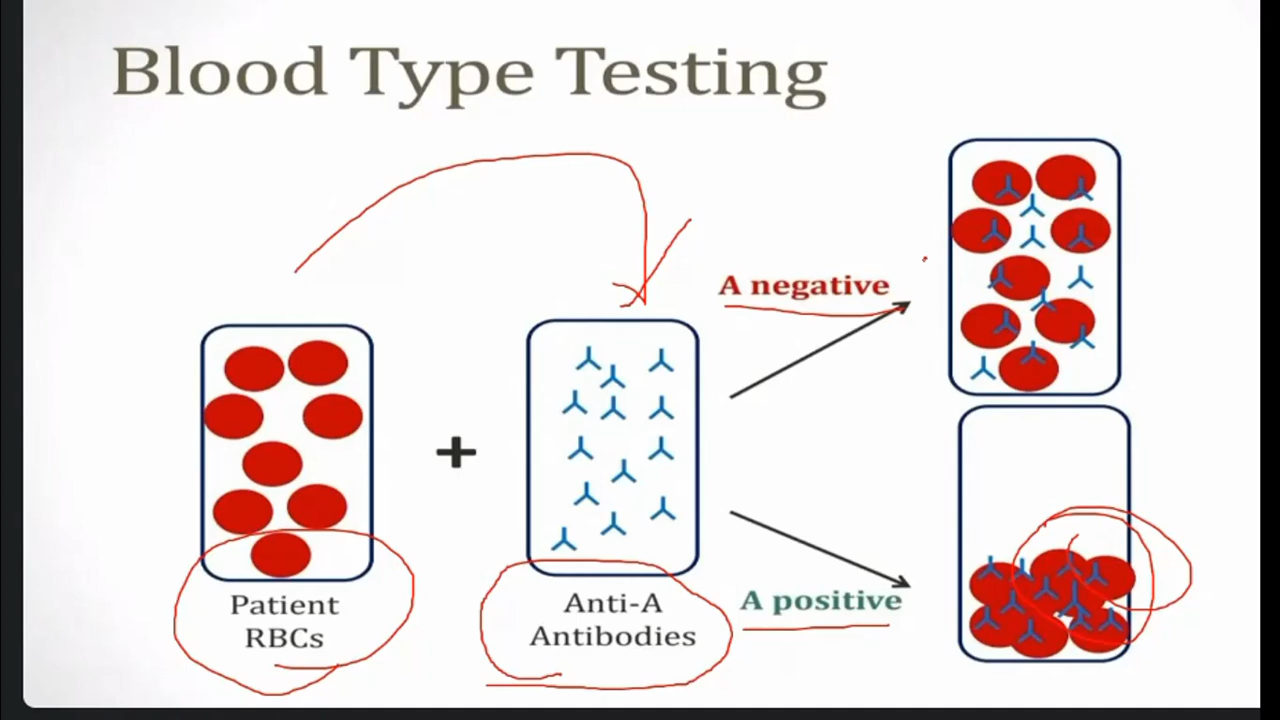 Blood Type Testing
A negative
+
Patient
RBCs
Anti-A
Antibodies
A positive